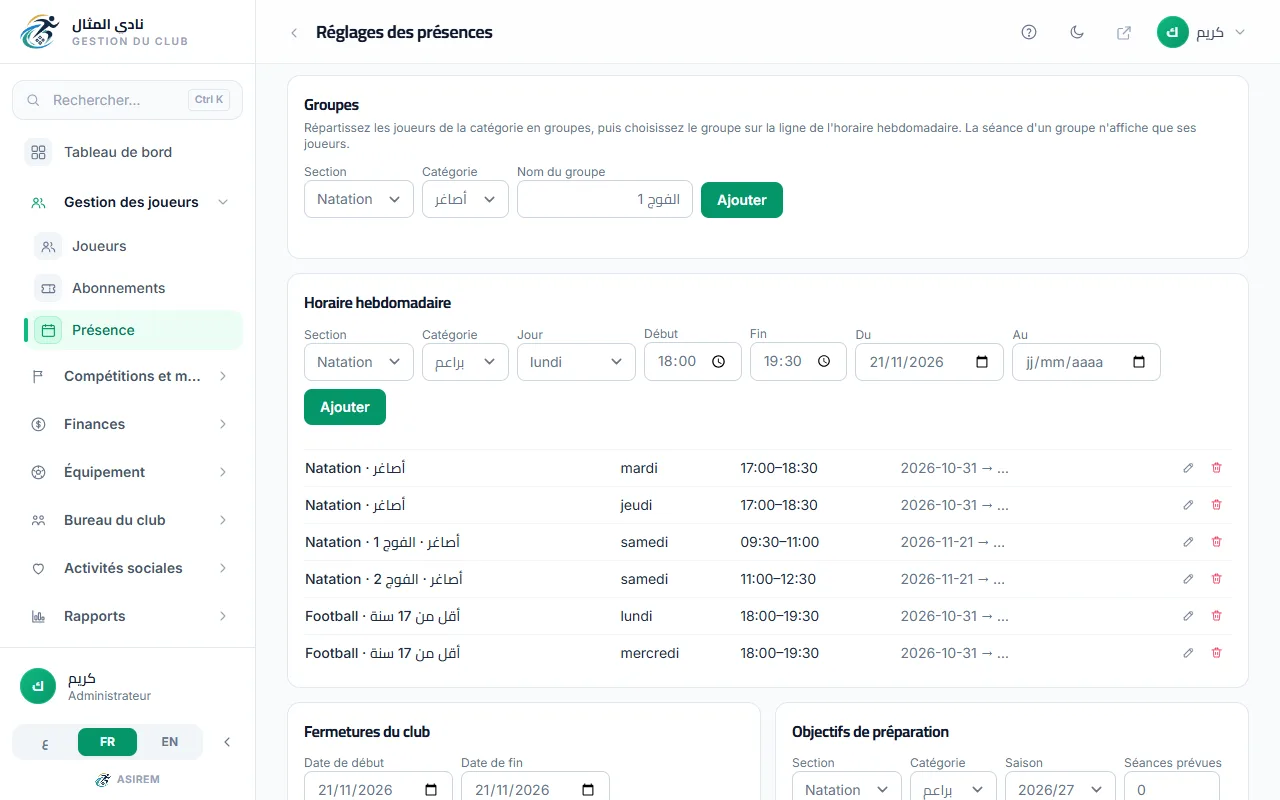 نادي المثال
GESTION DU CLUB
Rechercher...
Ctrl K
Tableau de bord
Gestion des joueurs
Joueurs
Abonnements
Présence
Compétitions et m...
Finances
Équipement
Bureau du club
Activités sociales
Rapports
ك
كريم
Administrateur
ع FR EN
ASIREM
Réglages des présences
ك كريم
Groupes
Répartissez les joueurs de la catégorie en groupes, puis choisissez le groupe sur la ligne de l'horaire hebdomadaire. La séance d'un groupe n'affiche que ses
joueurs.
Section Catégorie Nom du groupe
Natation أصاغر الفوج 1 Ajouter
Horaire hebdomadaire
Section Catégorie Jour Début Fin Du Au
Natation براعم lundi 18:00 19:30 21/11/2026 jj/mm/aaaa
Ajouter
Natation · أصاغر mardi 17:00–18:30 2026-10-31 → ...
Natation · أصاغر jeudi 17:00–18:30 2026-10-31 → ...
Natation · أصاغر · الفوج 1 samedi 09:30–11:00 2026-11-21 → ...
Natation · أصاغر · الفوج 2 samedi 11:00–12:30 2026-11-21 → ...
Football · أقل من 17 سنة lundi 18:00–19:30 2026-10-31 → ...
Football · أقل من 17 سنة mercredi 18:00–19:30 2026-10-31 → ...
Fermetures du club
Date de début Date de fin
21/11/2026 21/11/2026
Objectifs de préparation
Section Catégorie Saison Séances prévues
Natation براعم 2026/27 0